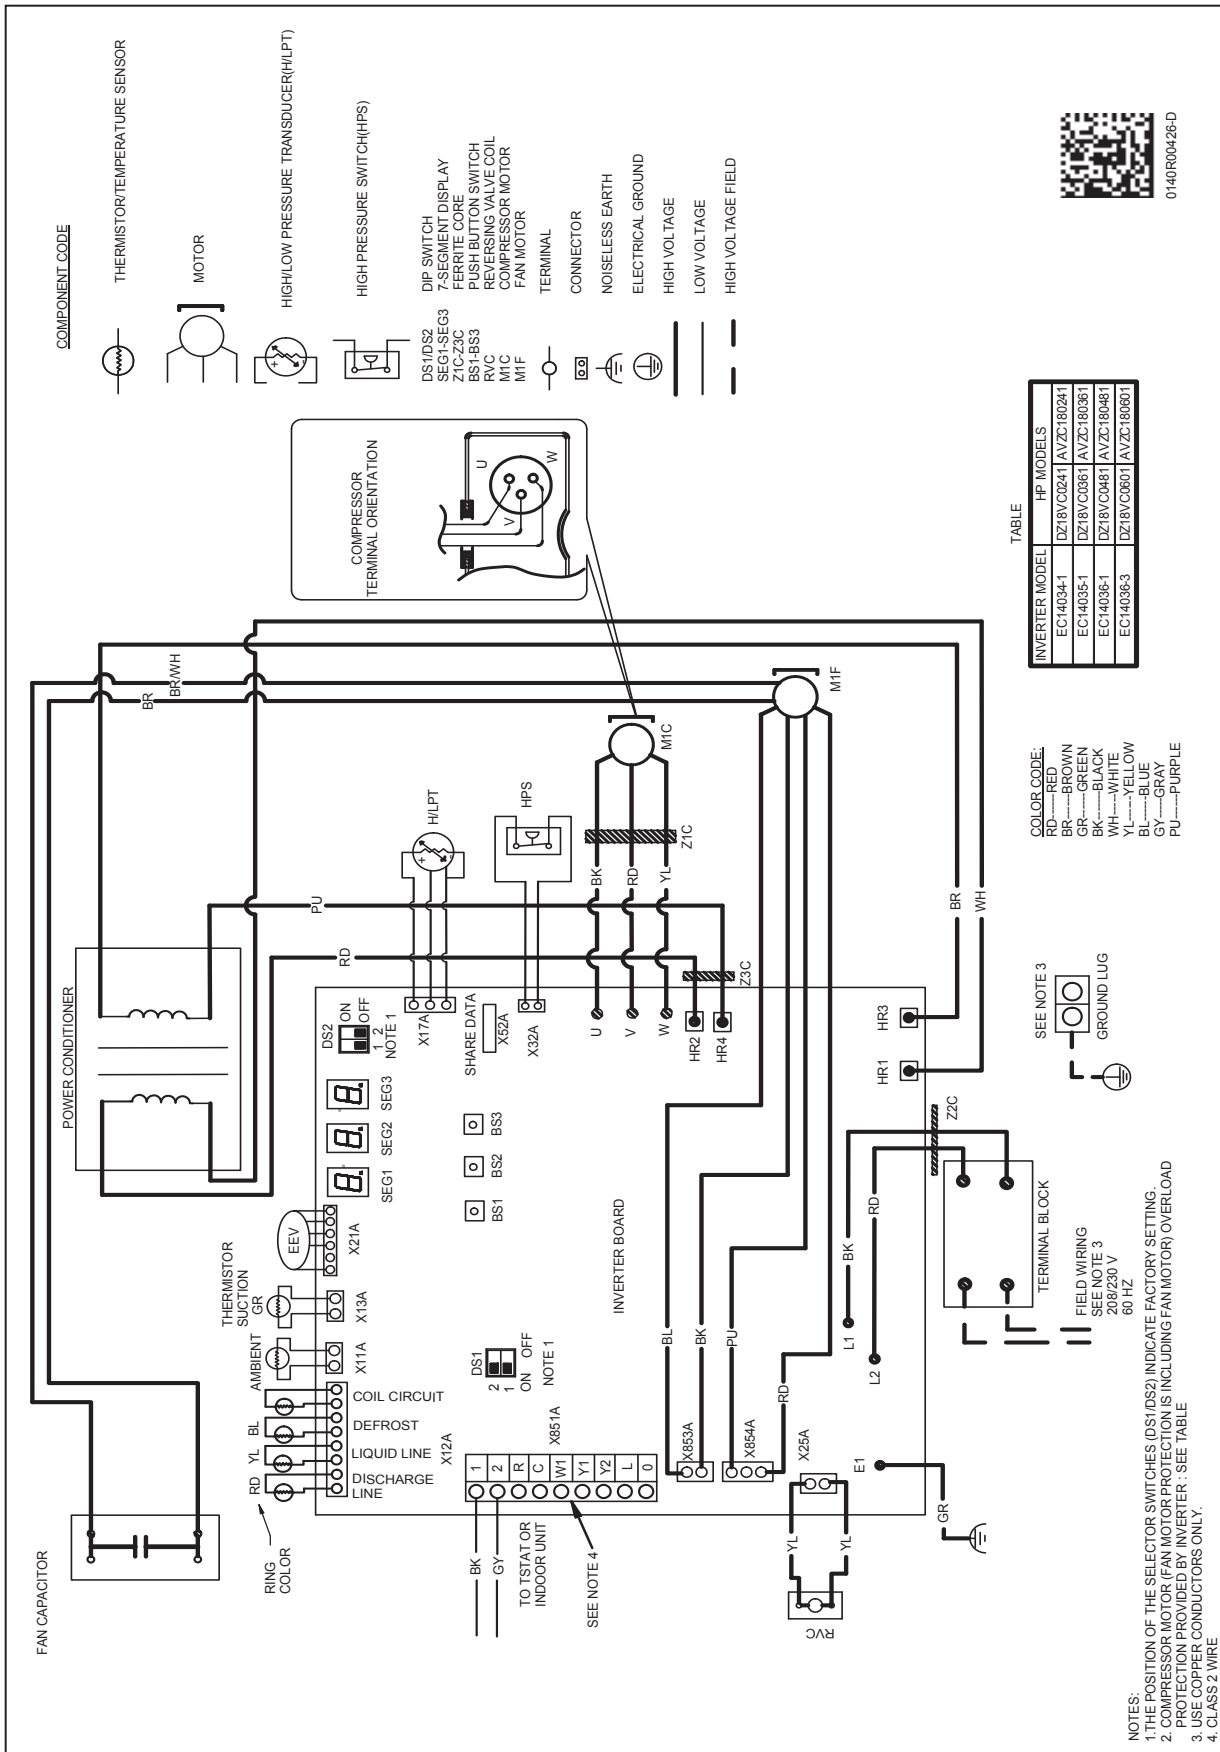 COMPONENT CODE
THERMISTOR/TEMPERATURE SENSOR
MOTOR
HIGH/LOW PRESSURE TRANSDUCER(H/LPT)
HIGH PRESSURE SWITCH(HPS)
DS1/DS2 DIP SWITCH
SEG1-SEG3 7-SEGMENT DISPLAY
Z1C-Z3C FERRITE CORE
BS1-BS3 PUSH BUTTON SWITCH
RVC REVERSING VALVE COIL
M1C COMPRESSOR MOTOR
M1F FAN MOTOR
TERMINAL
CONNECTOR
NOISELESS EARTH
ELECTRICAL GROUND
HIGH VOLTAGE
LOW VOLTAGE
HIGH VOLTAGE FIELD
0140R00426-D
COMPRESSOR
TERMINAL ORIENTATION
U
V
W
TABLE
INVERTER MODEL HP MODELS
EC14034-1 DZ18VC0241 AVZC180241
EC14035-1 DZ18VC0361 AVZC180361
EC14036-1 DZ18VC0481 AVZC180481
EC14036-3 DZ18VC0601 AVZC180601
COLOR CODE:
RD-----RED
BR-----BROWN
GR-----GREEN
BK-----BLACK
WH----WHITE
YL-----YELLOW
BL-----BLUE
GY-----GRAY
PU-----PURPLE
FAN CAPACITOR
BR
BR/WH
POWER CONDITIONER
RD
PU
H/LPT
HPS
M1C
M1F
BK
RD
YL
Z1C
Z3C
BR
WH
RING
COLOR
RD
YL
BL
AMBIENT
THERMISTOR
SUCTION
GR
EEV
COIL CIRCUIT
DEFROST
LIQUID LINE
DISCHARGE
LINE
X12A
X11A
X13A
X21A
SEG1
SEG2
SEG3
DS2
ON
OFF
1 2
NOTE 1
X17A
SHARE DATA
X52A
X32A
BS1
BS2
BS3
DS1
2
1
ON
OFF
NOTE 1
INVERTER BOARD
U
V
W
HR2
HR4
HR1
HR3
X851A
1
2
R
C
W1
Y1
Y2
L
0
BK
GY
TO TSTAT OR
INDOOR UNIT
SEE NOTE 4
X853A
X854A
X25A
BL
BK
PU
RD
YL
YL
RVC
E1
GR
L1
L2
BK
RD
Z2C
TERMINAL BLOCK
FIELD WIRING
SEE NOTE 3
208/230 V
60 HZ
SEE NOTE 3
GROUND LUG
NOTES:
1.THE POSITION OF THE SELECTOR SWITCHES (DS1/DS2) INDICATE FACTORY SETTING.
2. COMPRESSOR MOTOR (FAN MOTOR PROTECTION IS INCLUDING FAN MOTOR) OVERLOAD
PROTECTION PROVIDED BY INVERTER : SEE TABLE
3. USE COPPER CONDUCTORS ONLY.
4. CLASS 2 WIRE